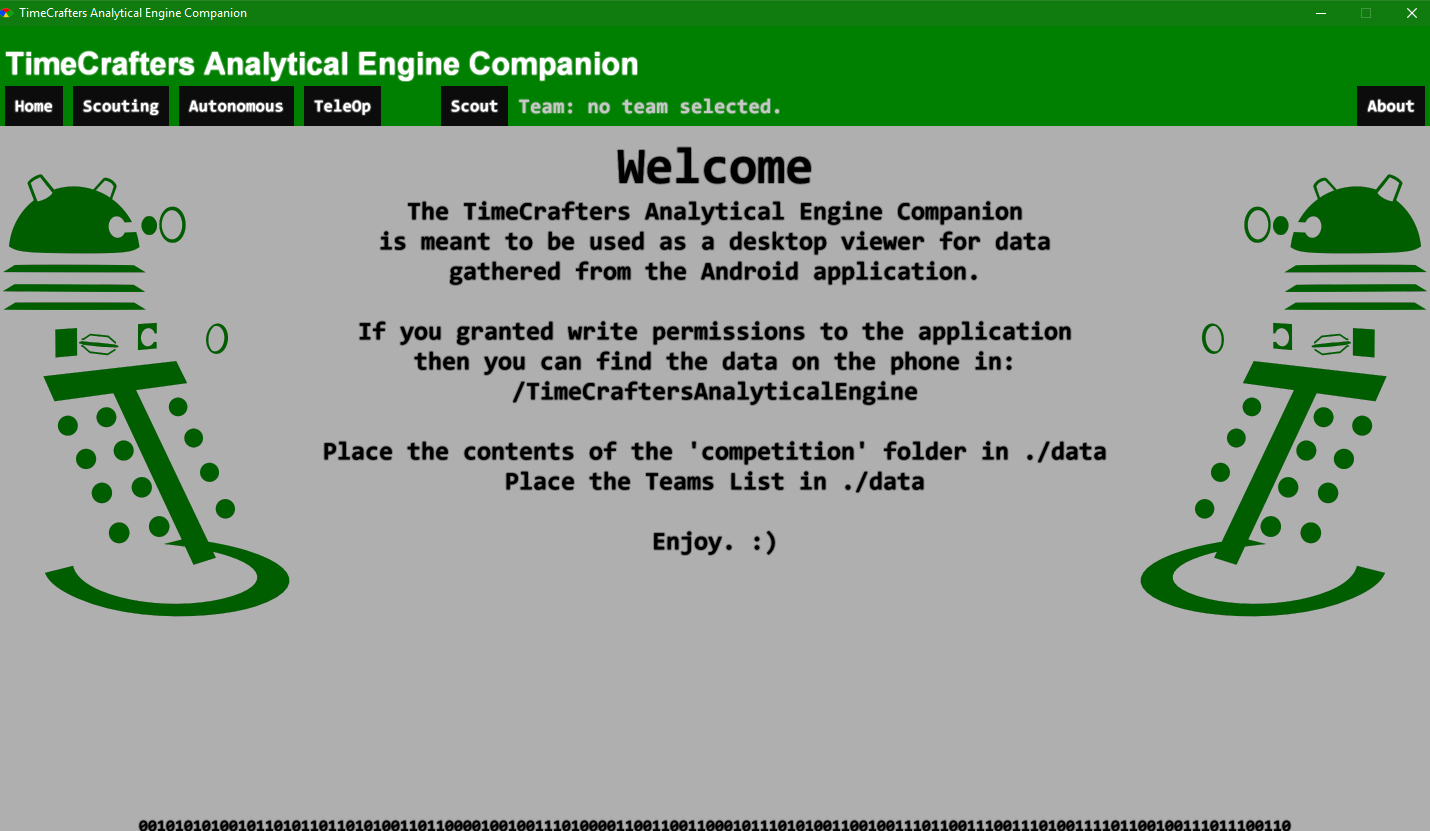 TimeCrafters Analytical Engine Companion
TimeCrafters Analytical Engine Companion
Home Scouting Autonomous TeleOp Scout Team: no team selected. About
Welcome
The TimeCrafters Analytical Engine Companion
is meant to be used as a desktop viewer for data
gathered from the Android application.
If you granted write permissions to the application
then you can find the data on the phone in:
/TimeCraftersAnalyticalEngine
Place the contents of the 'competition' folder in ./data
Place the Teams List in ./data
Enjoy. :)